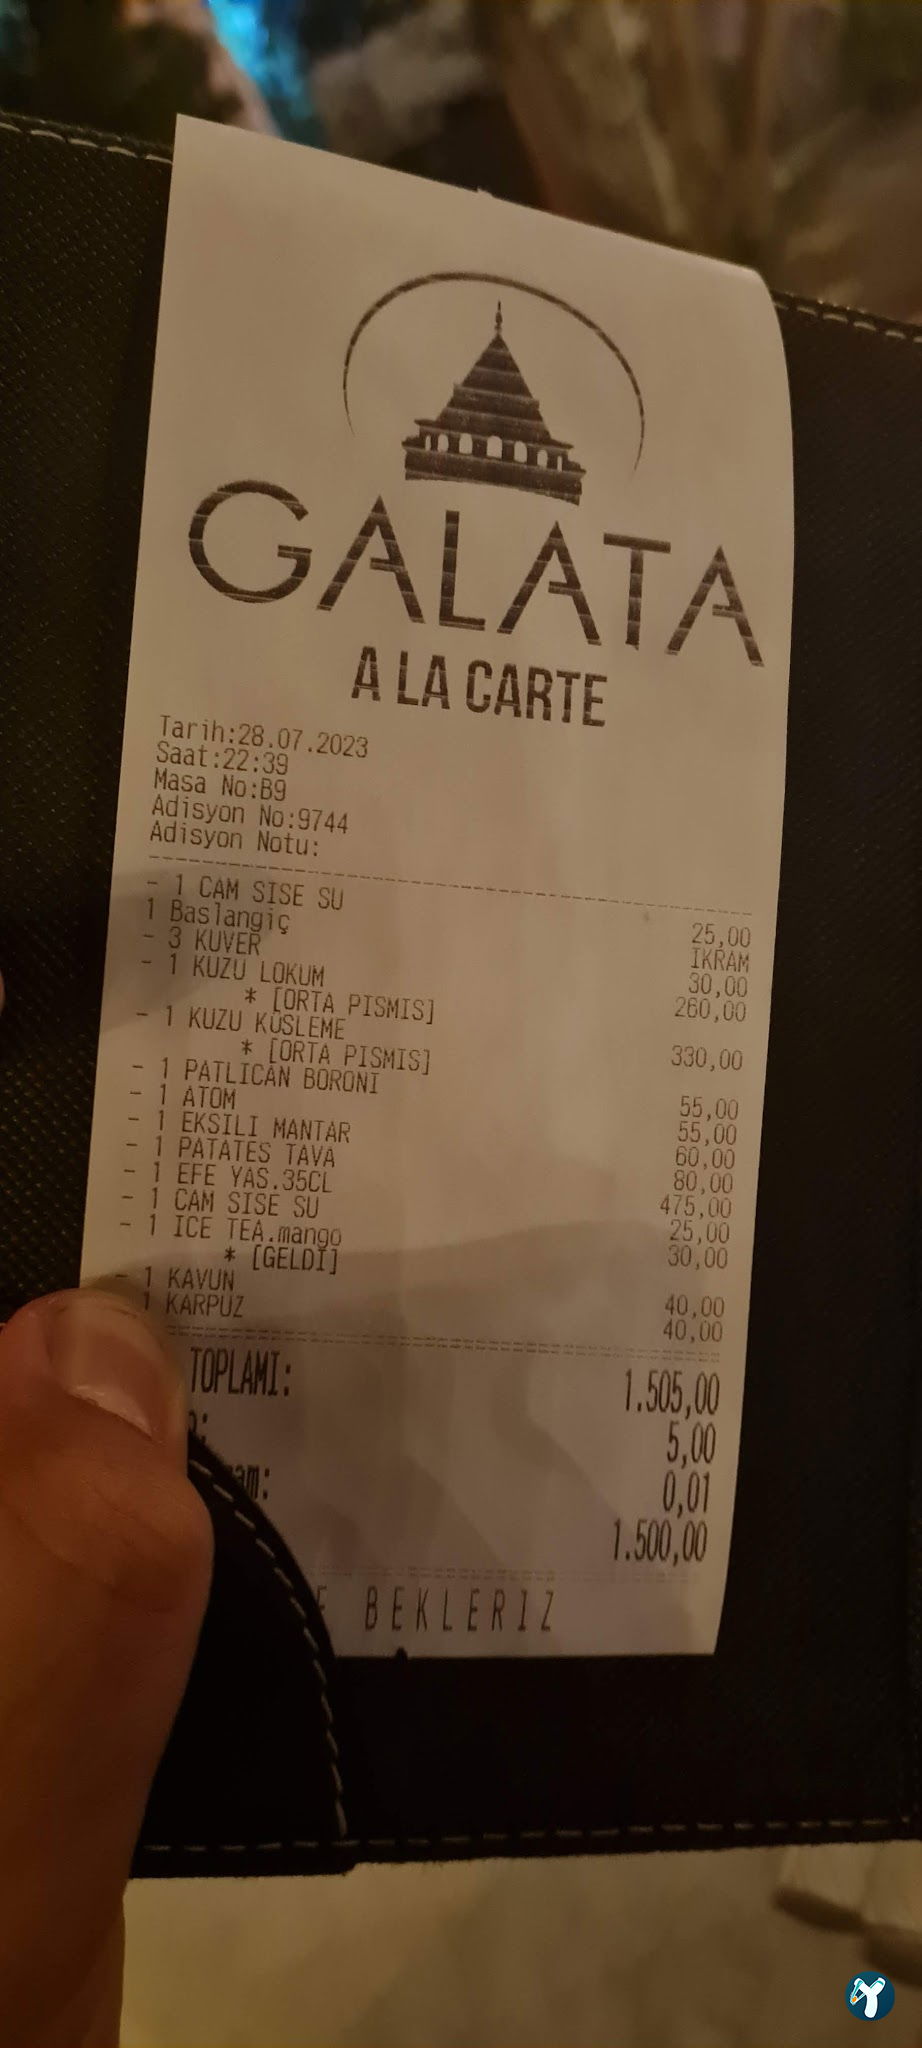 GALATA
A LA CARTE
Tarih:28.07.2023
Saat:22:39
Masa No:B9
Adisyon No:9744
Adisyon Notu:
- 1 CAM SISE SU 25,00
1 Baslangiç IKRAM
- 3 KUVER 30,00
- 1 KUZU LOKUM 260,00
* [ORTA PISMIS]
- 1 KUZU KÜSLEME 330,00
* [ORTA PISMIS]
- 1 PATLICAN BORONI 55,00
- 1 ATOM 55,00
- 1 EKSILI MANTAR 60,00
- 1 PATATES TAVA 80,00
- 1 EFE YAS.35CL 475,00
- 1 CAM SISE SU 25,00
- 1 ICE TEA.mango 30,00
* [GELDİ]
- 1 KAVUN 40,00
1 KARPUZ 40,00
TOPLAMI: 1.505,00
5,00
0,01
1.500,00
BEKLERIZ